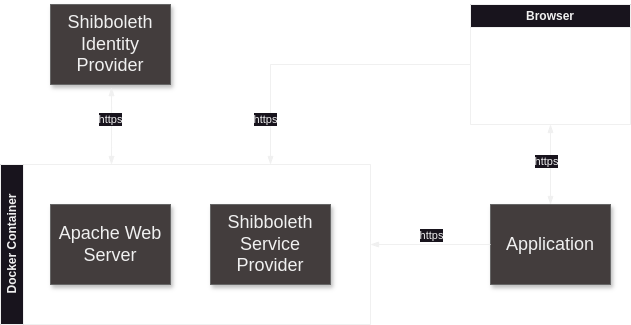 Shibboleth
Identity
Provider
Browser
https
https
https
Docker Container
Apache Web
Server
Shibboleth
Service
Provider
https
Application